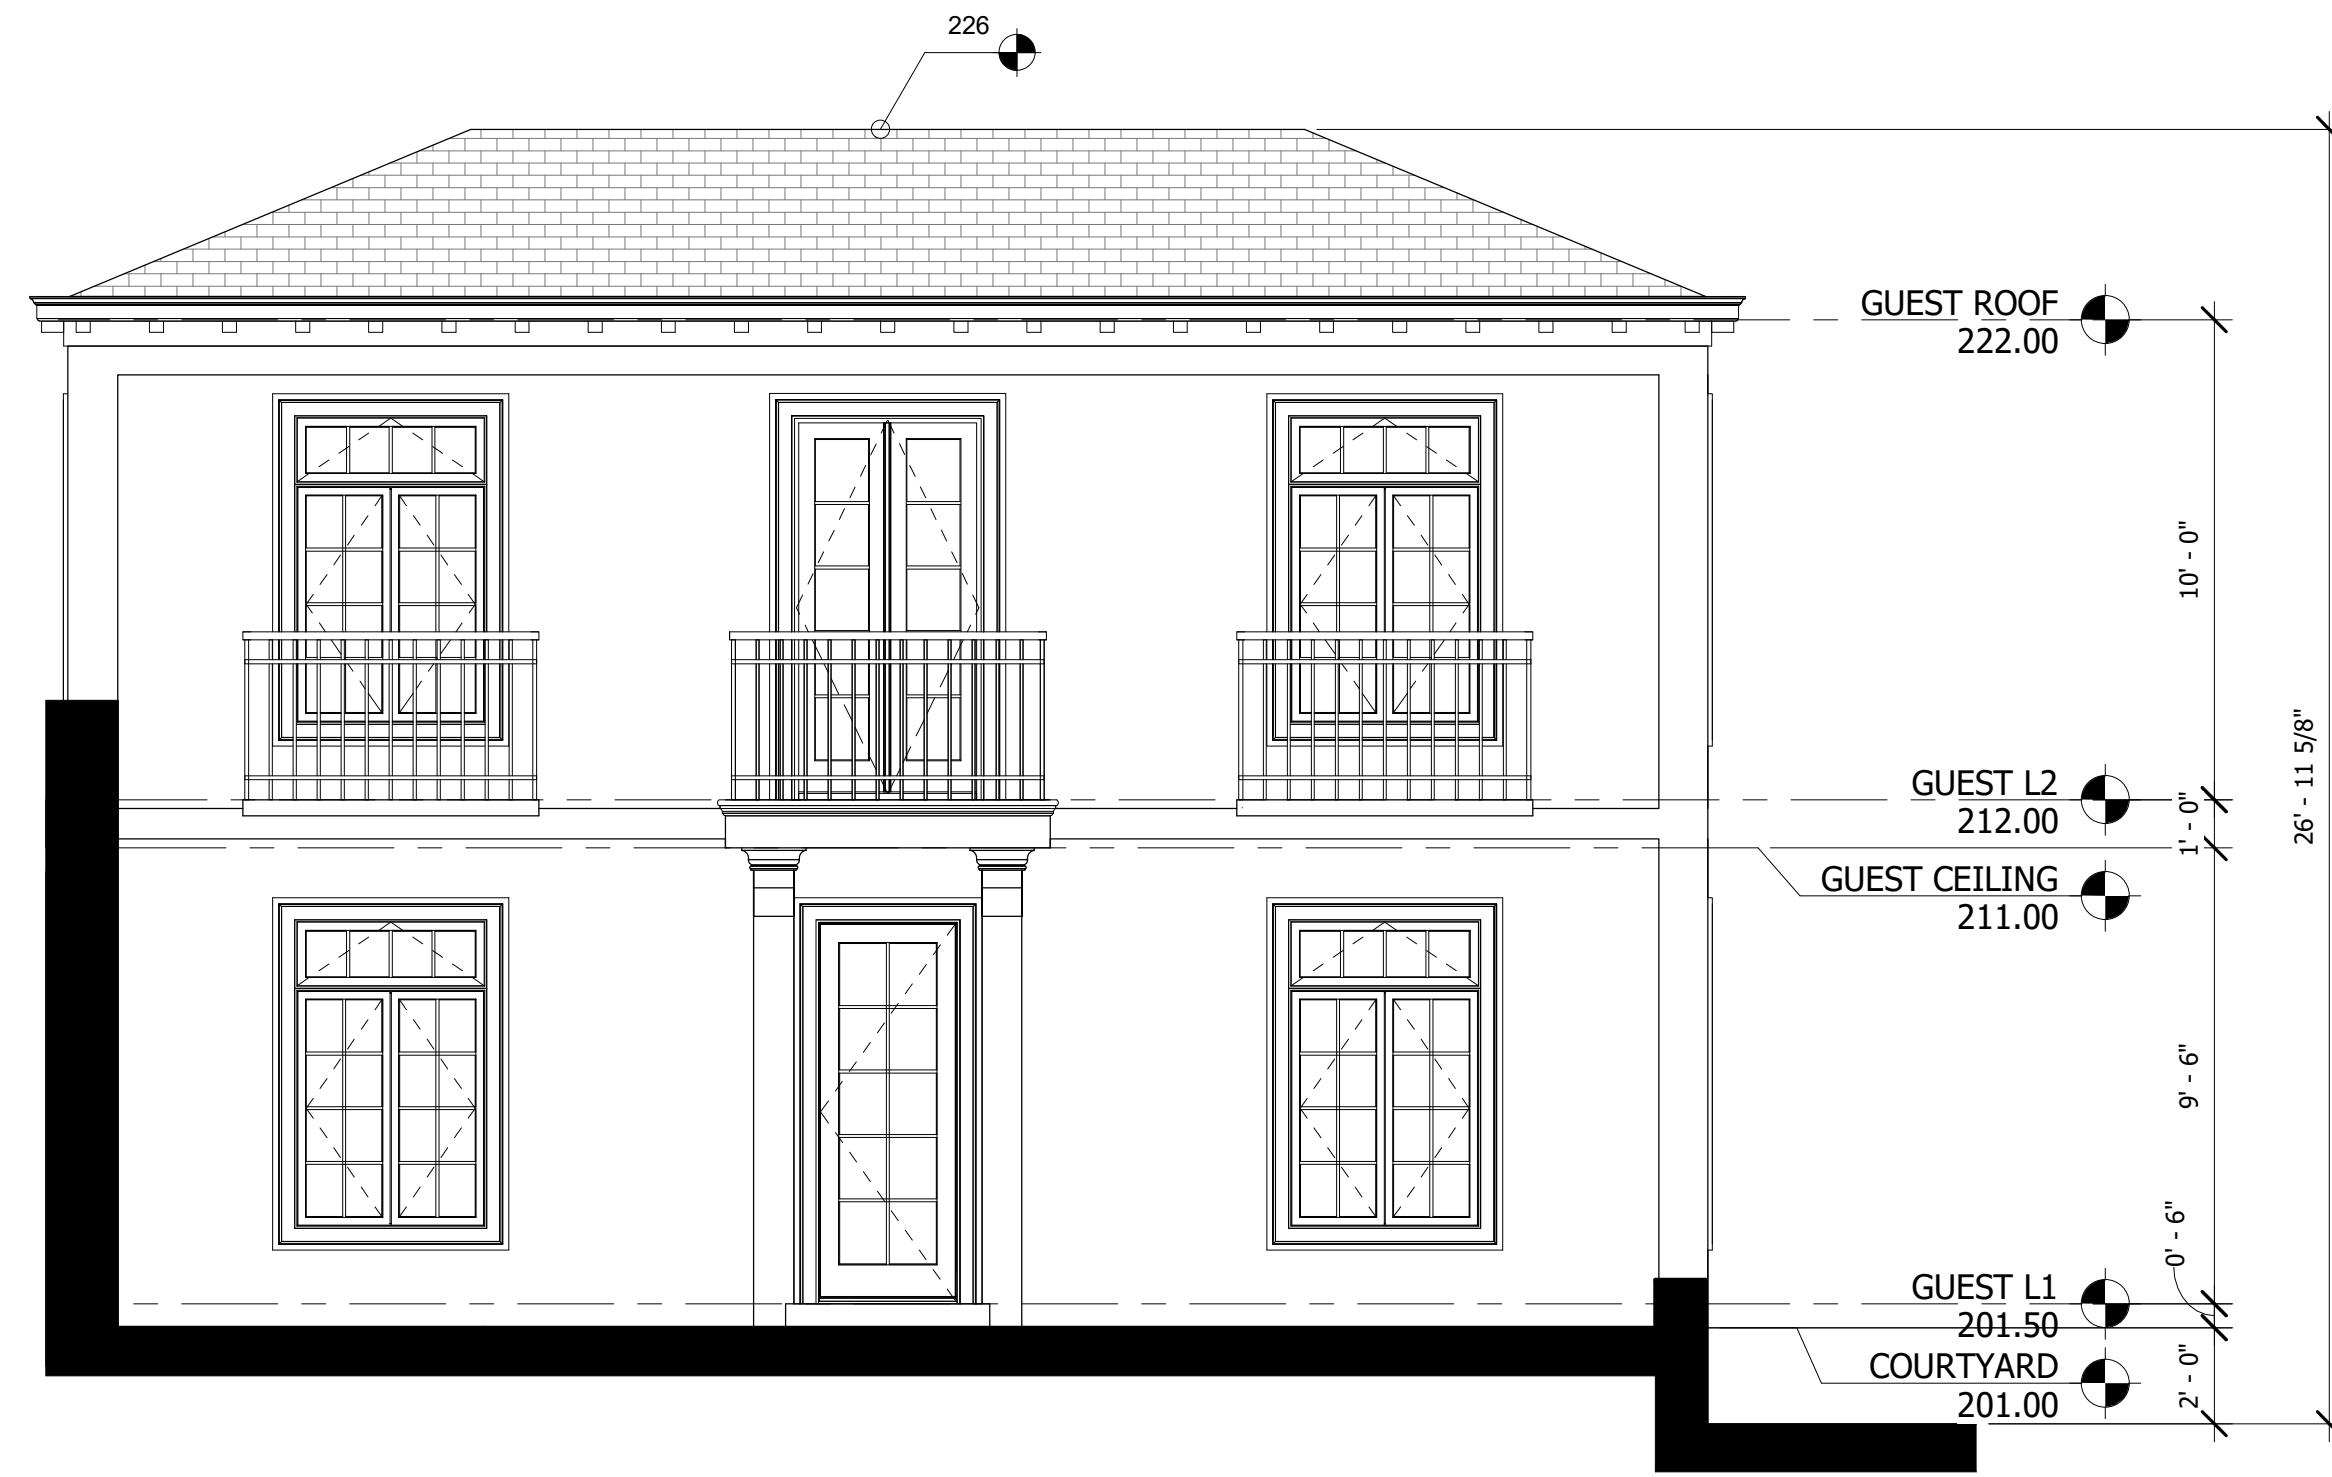 226
GUEST ROOF
222.00
10' - 0"
26' - 11 5/8"
GUEST L2
212.00
1' - 0"
GUEST CEILING
211.00
9' - 6"
0' - 6"
GUEST L1
201.50
COURTYARD
201.00
2' - 0"